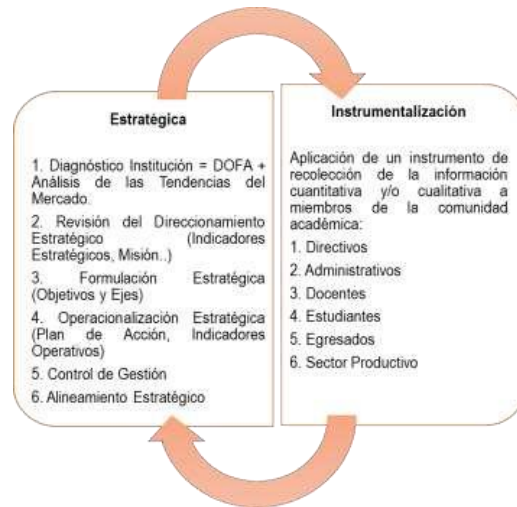 Estratégica
1. Diagnóstico Institución = DOFA +
Análisis de las Tendencias del
Mercado.
2. Revisión del Direccionamiento
Estratégico (Indicadores
Estratégicos, Misión..)
3. Formulación Estratégica
(Objetivos y Ejes)
4. Operacionalización Estratégica
(Plan de Acción, Indicadores
Operativos)
5. Control de Gestión
6. Alineamiento Estratégico
Instrumentalización
Aplicación de un instrumento de
recolección de la información
cuantitativa y/o cualitativa a
miembros de la comunidad
académica:
1. Directivos
2. Administrativos
3. Docentes
4. Estudiantes
5. Egresados
6. Sector Productivo